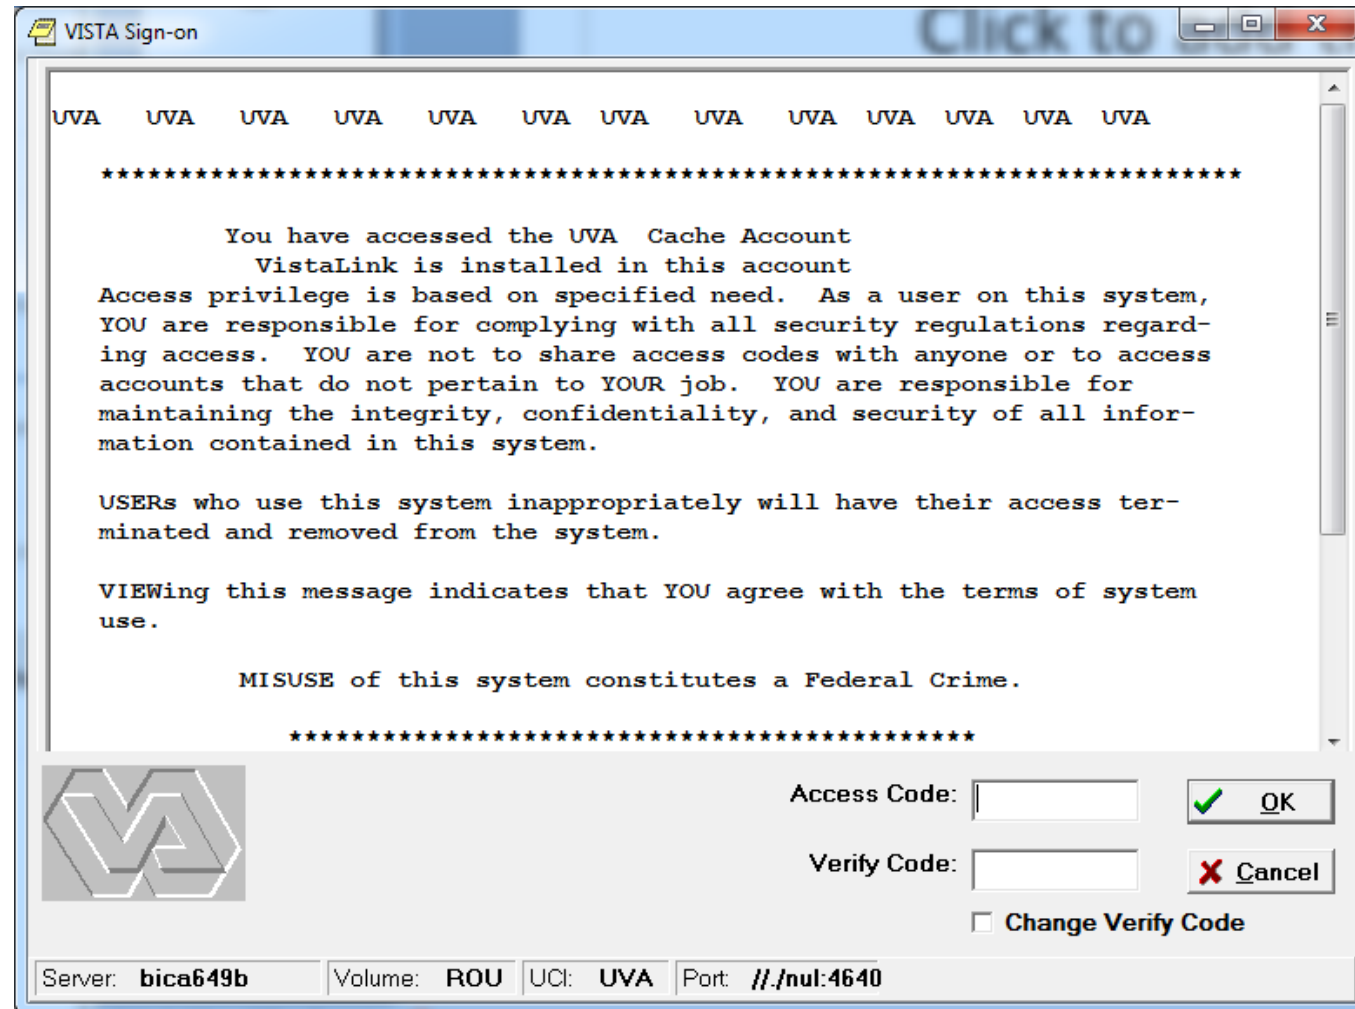 Click to add t
VISTA Sign-on
UVA UVA UVA UVA UVA UVA UVA UVA UVA UVA UVA UVA UVA
*************************************************************************
You have accessed the UVA Cache Account
VistaLink is installed in this account
Access privilege is based on specified need. As a user on this system,
YOU are responsible for complying with all security regulations regard-
ing access. YOU are not to share access codes with anyone or to access
accounts that do not pertain to YOUR job. YOU are responsible for
maintaining the integrity, confidentiality, and security of all infor-
mation contained in this system.
USERs who use this system inappropriately will have their access ter-
minated and removed from the system.
VIEWing this message indicates that YOU agree with the terms of system
use.
MISUSE of this system constitutes a Federal Crime.
********************************************
VA
Access Code:
OK
Verify Code:
Cancel
Change Verify Code
Server: bica649b Volume: ROU UCI: UVA Port: //./nul:4640